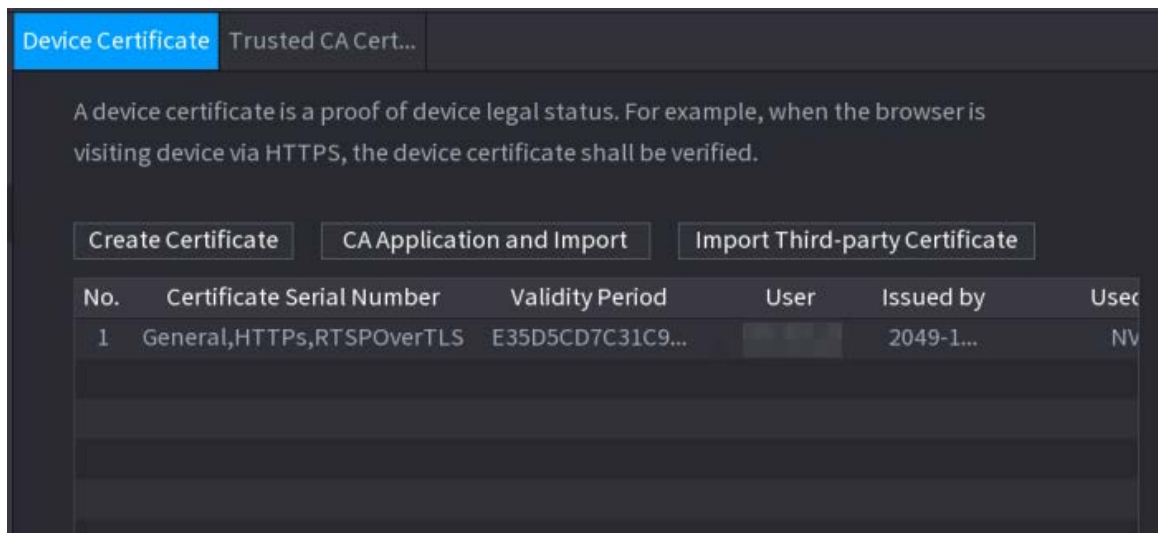 Device Certificate Trusted CA Cert...
A device certificate is a proof of device legal status. For example, when the browser is
visiting device via HTTPS, the device certificate shall be verified.
Create Certificate CA Application and Import Import Third-party Certificate
No. Certificate Serial Number Validity Period User Issued by Used
1 General,HTTPs,RTSPOverTLS E35D5CD7C31C9... 2049-1... NV